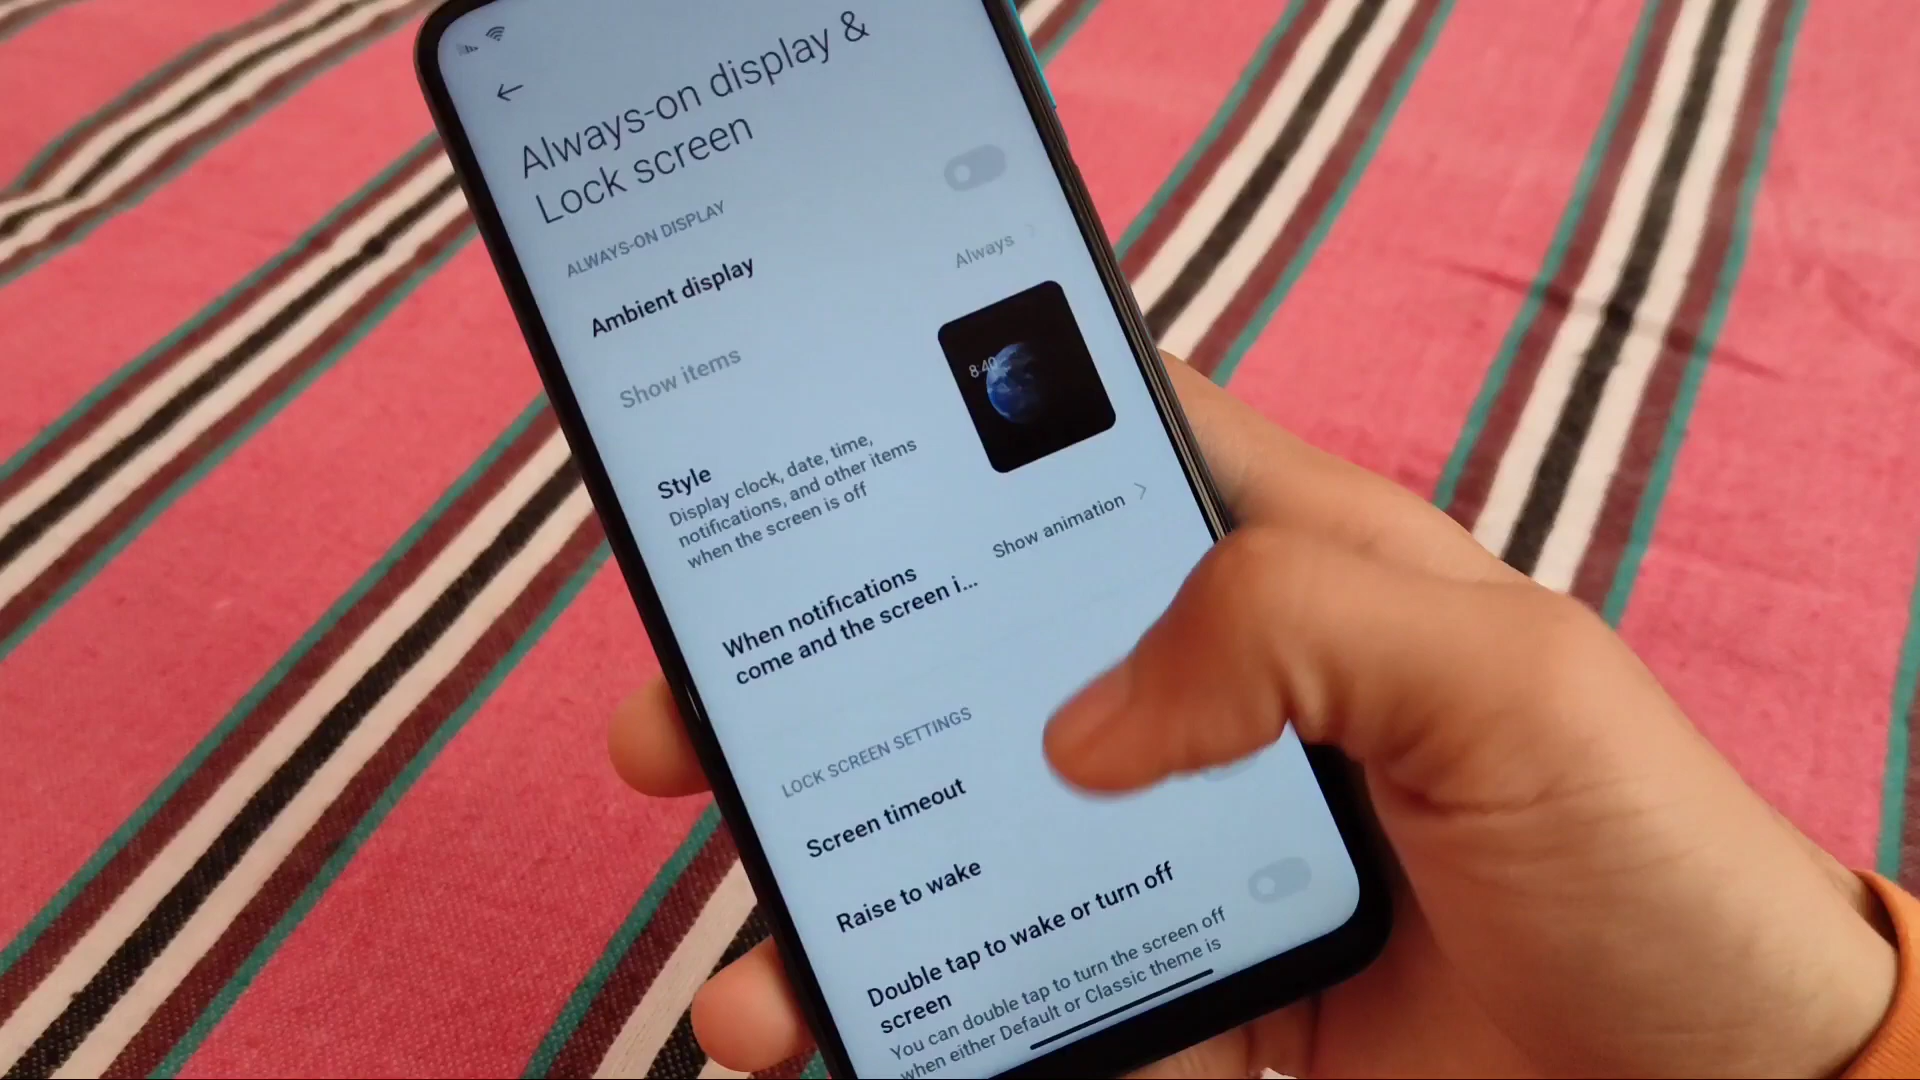 Always-on display &
Lock screen
ALWAYS-ON DISPLAY
Ambient display
Show items
Always
8:40
Style
Display clock, date, time,
notifications, and other items
when the screen is off
When notifications
come and the screen i...
Show animation
LOCK SCREEN SETTINGS
Screen timeout
Raise to wake
Double tap to wake or turn off
screen
You can double tap to turn the screen off
when either Default or Classic theme is